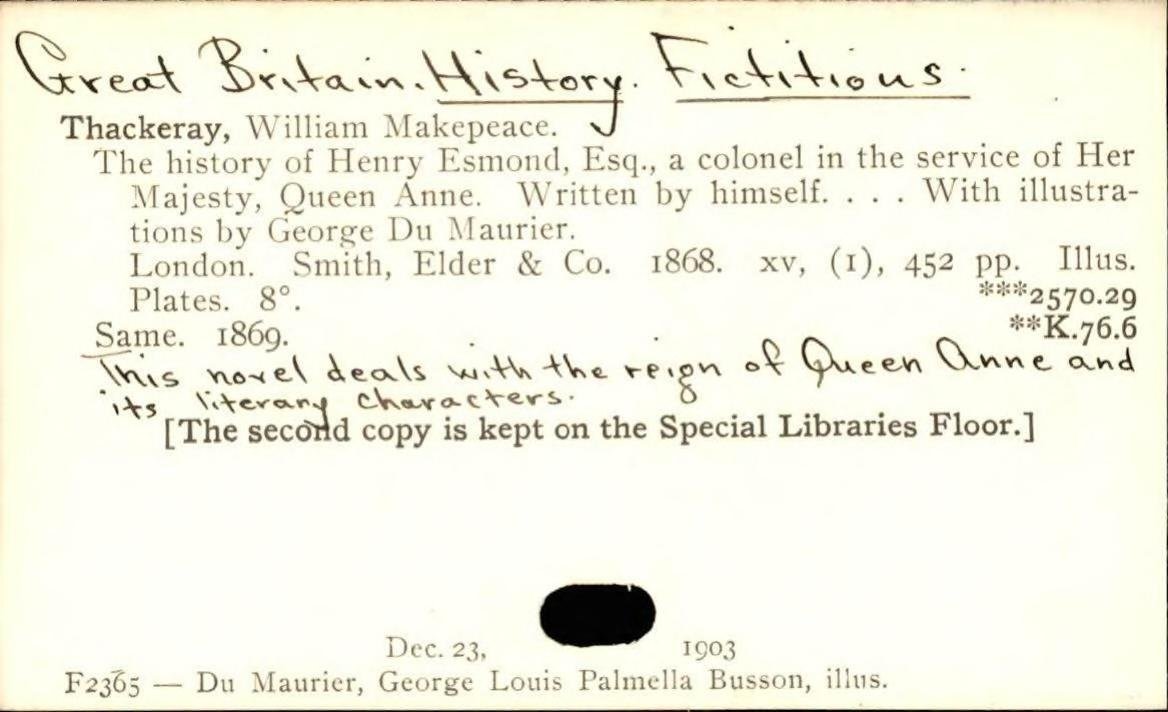 Great Britain. History. Fictitious.
Thackeray, William Makepeace.
The history of Henry Esmond, Esq., a colonel in the service of Her
Majesty, Queen Anne. Written by himself. . . . With illustra-
tions by George Du Maurier.
London. Smith, Elder & Co. 1868. xv, (1), 452 pp. Illus.
Plates. 8°. ***2570.29
Same. 1869. **K.76.6
This novel deals with the reign of Queen Anne and
its literary characters.
[The second copy is kept on the Special Libraries Floor.]
Dec. 23, 1903
F2365 — Du Maurier, George Louis Palmella Busson, illus.